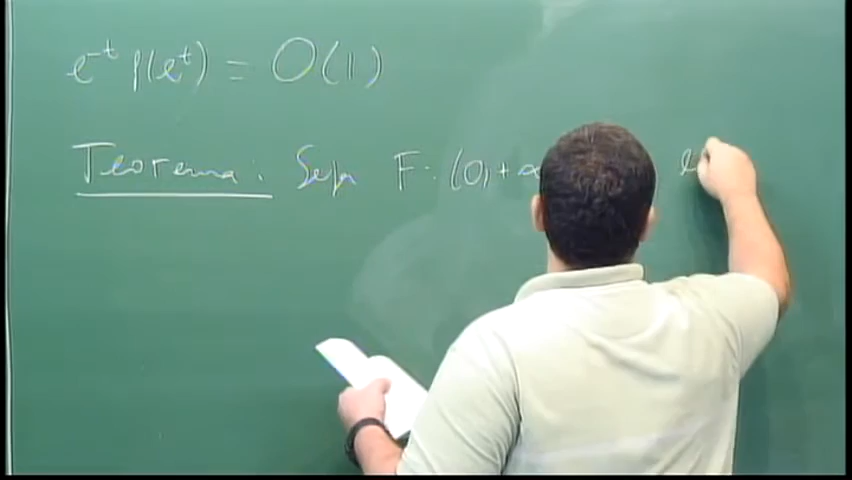 e^{-t} f(e^t) = O(1)
Teorema: Seja F: (0, + ∞